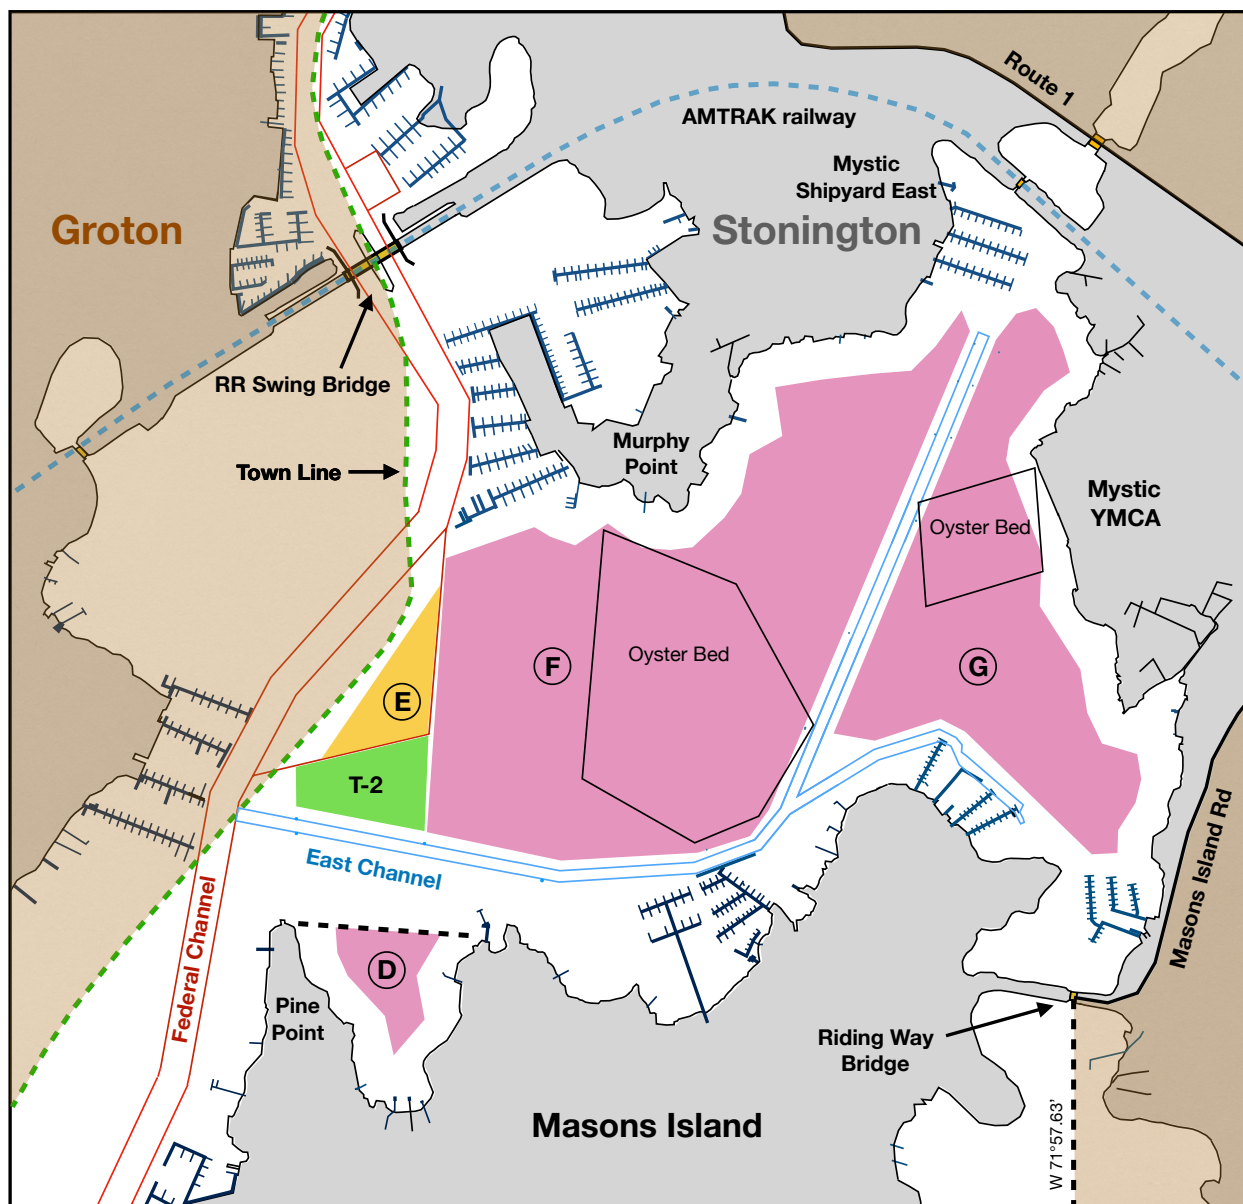 Route 1
AMTRAK railway
Mystic
Shipyard East
Groton
Stonington
RR Swing Bridge
Murphy
Point
Town Line
Mystic
YMCA
Oyster Bed
Oyster Bed
F
G
E
T-2
East Channel
Federal Channel
Masons Island Rd
D
Pine
Point
Riding Way
Bridge
Masons Island
W 71°57.63'